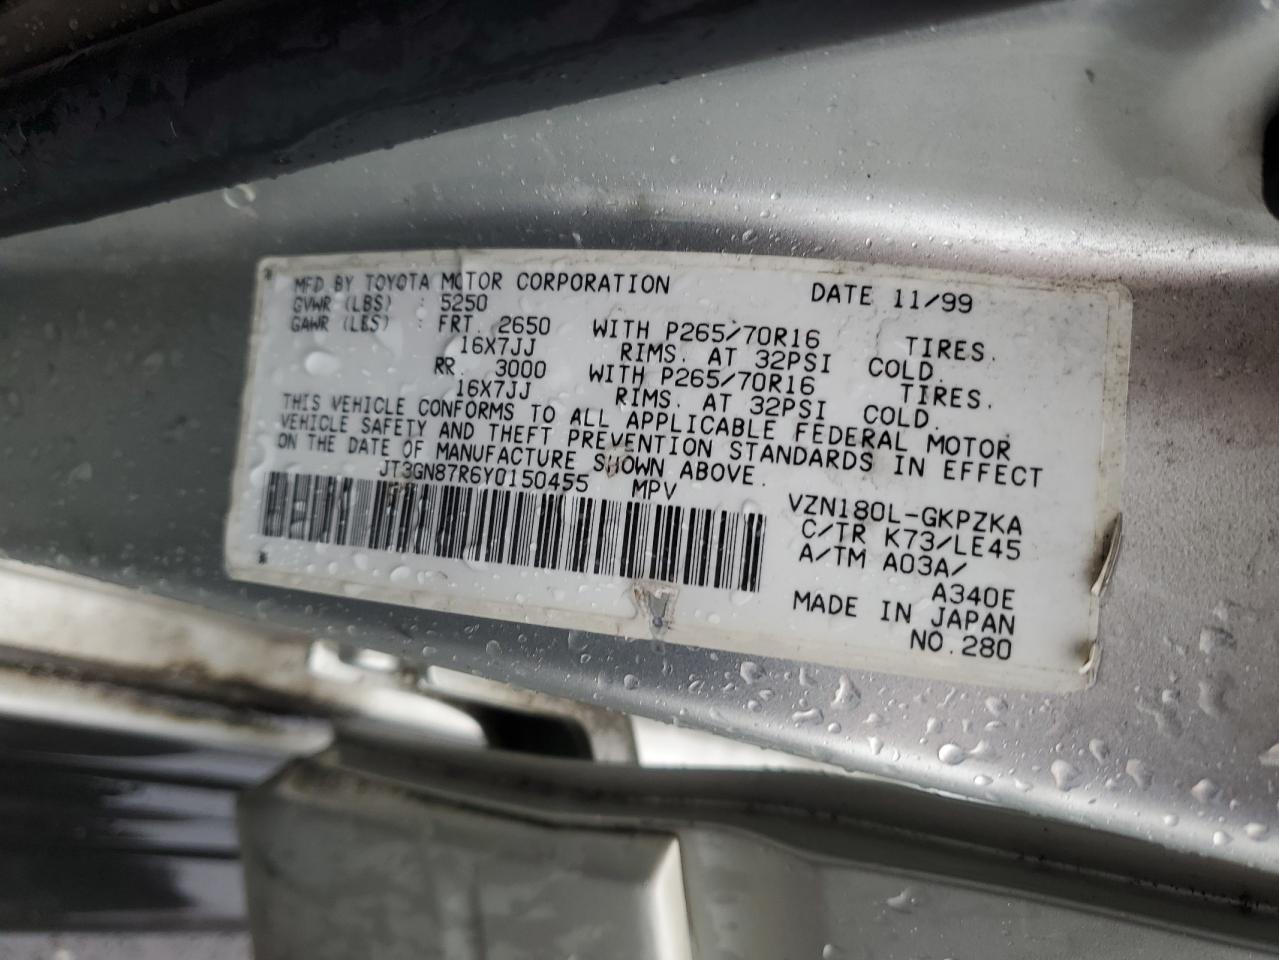 MFD BY TOYOTA MOTOR CORPORATION DATE 11/99
GVWR (LBS) : 5250
GAWR (LBS) : FRT. 2650 WITH P265/70R16 TIRES.
16X7JJ RIMS. AT 32PSI COLD.
RR. 3000 WITH P265/70R16 TIRES.
16X7JJ RIMS. AT 32PSI COLD.
THIS VEHICLE CONFORMS TO ALL APPLICABLE FEDERAL MOTOR
VEHICLE SAFETY AND THEFT PREVENTION STANDARDS IN EFFECT
ON THE DATE OF MANUFACTURE SHOWN ABOVE.
JT3GN87R6Y0150455 MPV
VZN180L-GKPZKA
C/TR K73/LE45
A/TM A03A/
A340E
MADE IN JAPAN
NO.280